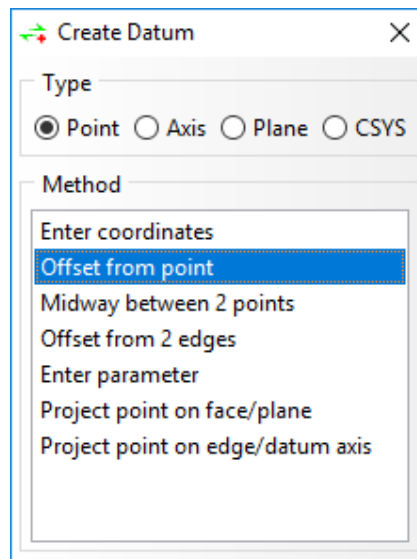 Create Datum
Type
Point Axis Plane CSYS
Method
Enter coordinates
Offset from point
Midway between 2 points
Offset from 2 edges
Enter parameter
Project point on face/plane
Project point on edge/datum axis